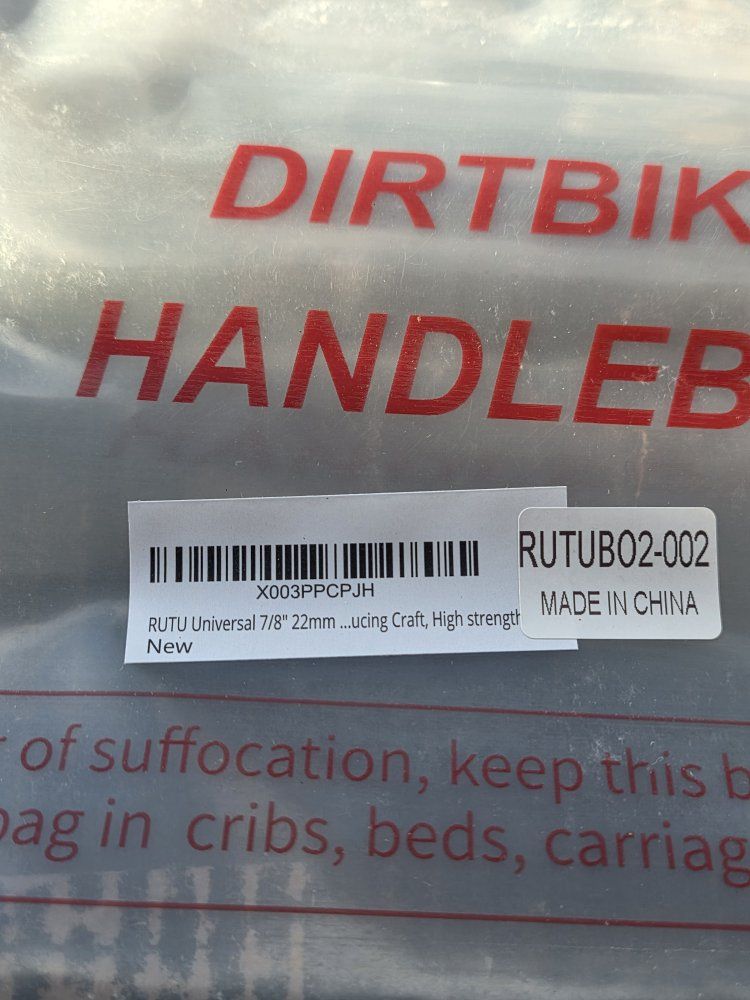 DIRTBIK
HANDLEB
X003PPCPJH
RUTU Universal 7/8" 22mm ...ucing Craft, High strength
New
RUTUBO2-002
MADE IN CHINA
of suffocation, keep this b
bag in cribs, beds, carriag